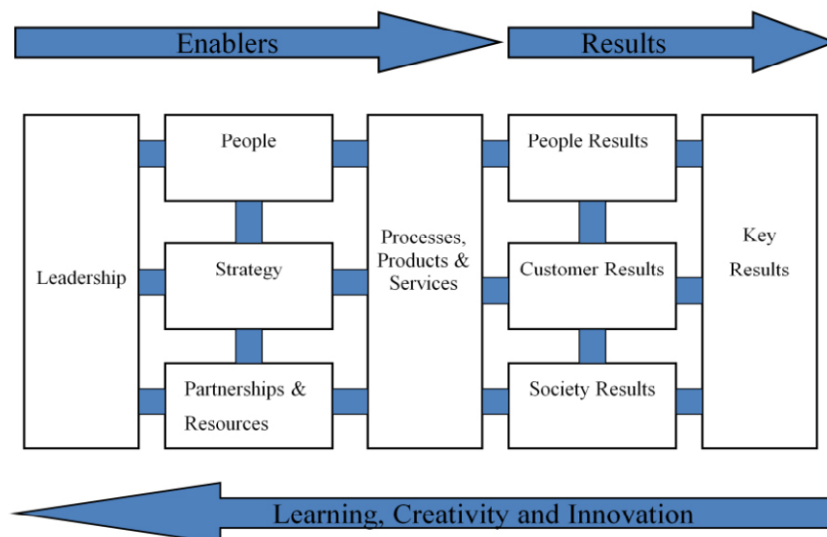 Enablers
Results
Leadership
People
Strategy
Partnerships &
Resources
Processes,
Products &
Services
People Results
Customer Results
Society Results
Key
Results
Learning, Creativity and Innovation